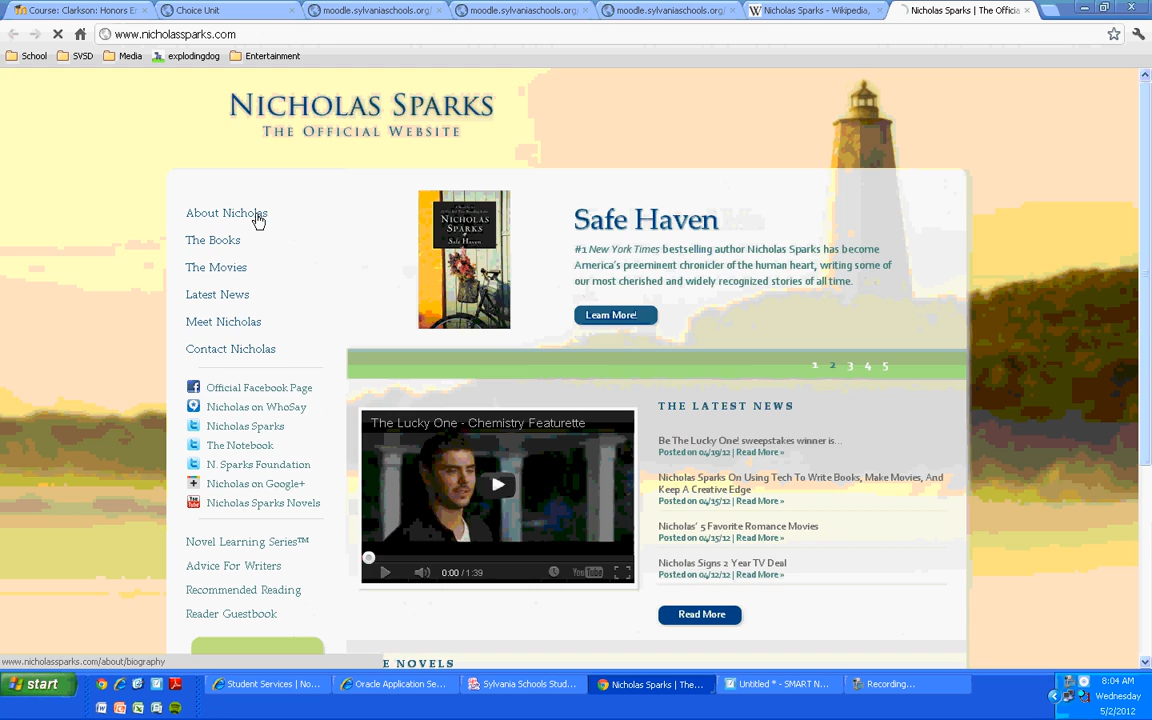 Course: Clarkson: Honors E
Choice Unit
moodle.sylvaniaschools.org/
moodle.sylvaniaschools.org/
moodle.sylvaniaschools.org/
Nicholas Sparks - Wikipedia,
Nicholas Sparks | The Officia
www.nicholassparks.com
School
SVSD
Media
explodingdog
Entertainment
NICHOLAS SPARKS
THE OFFICIAL WEBSITE
About Nicholas
The Books
The Movies
Latest News
Meet Nicholas
Contact Nicholas
Official Facebook Page
Nicholas on WhoSay
Nicholas Sparks
The Notebook
N. Sparks Foundation
Nicholas on Google+
Nicholas Sparks Novels
Novel Learning Series™
Advice For Writers
Recommended Reading
Reader Guestbook
NICHOLAS
SPARKS
Safe Haven
Safe Haven
#1 New York Times bestselling author Nicholas Sparks has become
America's preeminent chronicler of the human heart, writing some of
our most cherished and widely recognized stories of all time.
Learn More!
1 2 3 4 5
The Lucky One - Chemistry Featurette
0:00 / 1:39
YouTube
THE LATEST NEWS
Be The Lucky One! sweepstakes winner is...
Posted on 04/19/12 | Read More »
Nicholas Sparks On Using Tech To Write Books, Make Movies, And
Keep A Creative Edge
Posted on 04/15/12 | Read More »
Nicholas' 5 Favorite Romance Movies
Posted on 04/15/12 | Read More »
Nicholas Signs 2 Year TV Deal
Posted on 04/12/12 | Read More »
Read More
E NOVELS
www.nicholassparks.com/about/biography
start
Student Services | No...
Oracle Application Se...
Sylvania Schools Stud...
Nicholas Sparks | The...
Untitled * - SMART N...
Recording...
8:04 AM
Wednesday
5/2/2012